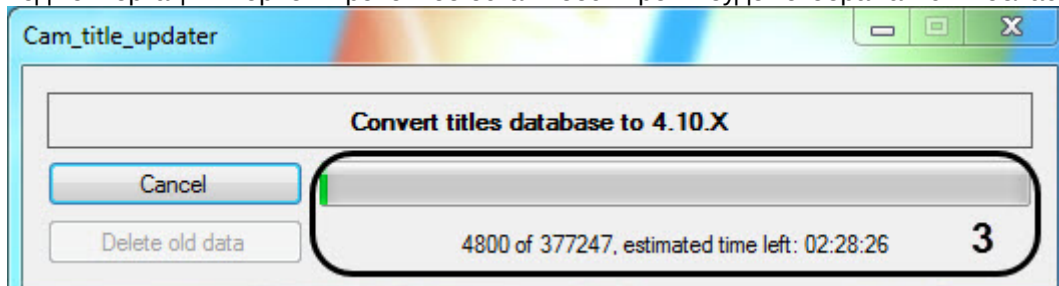 Cam_title_updater
Convert titles database to 4.10.X
Cancel
Delete old data
4800 of 377247, estimated time left: 02:28:26
3